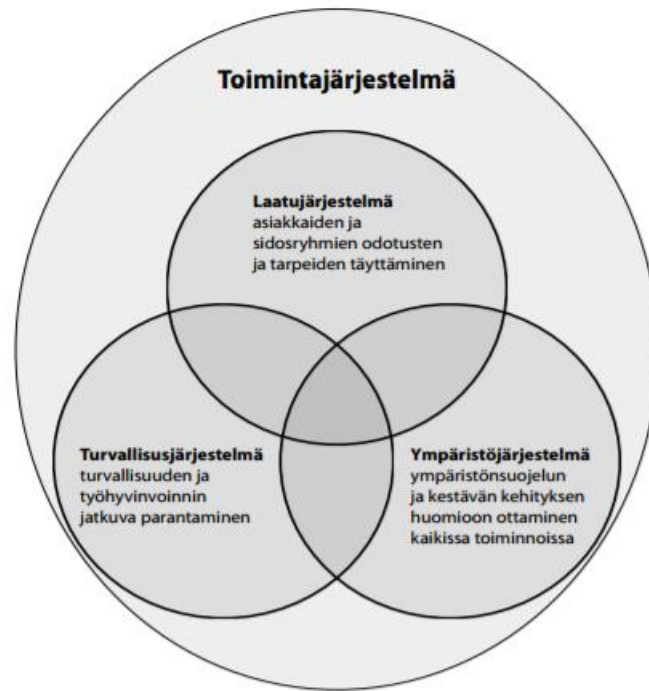 Toimintajärjestelmä
Laatujärjestelmä
asiakkaiden ja
sidosryhmien odotusten
ja tarpeiden täyttäminen
Turvallisusjärjestelmä
turvallisuuden ja
työhyvinvoinnin
jatkuva parantaminen
Ympäristöjärjestelmä
ympäristönsuojelun
ja kestävän kehityksen
huomioon ottaminen
kaikissa toiminnoissa